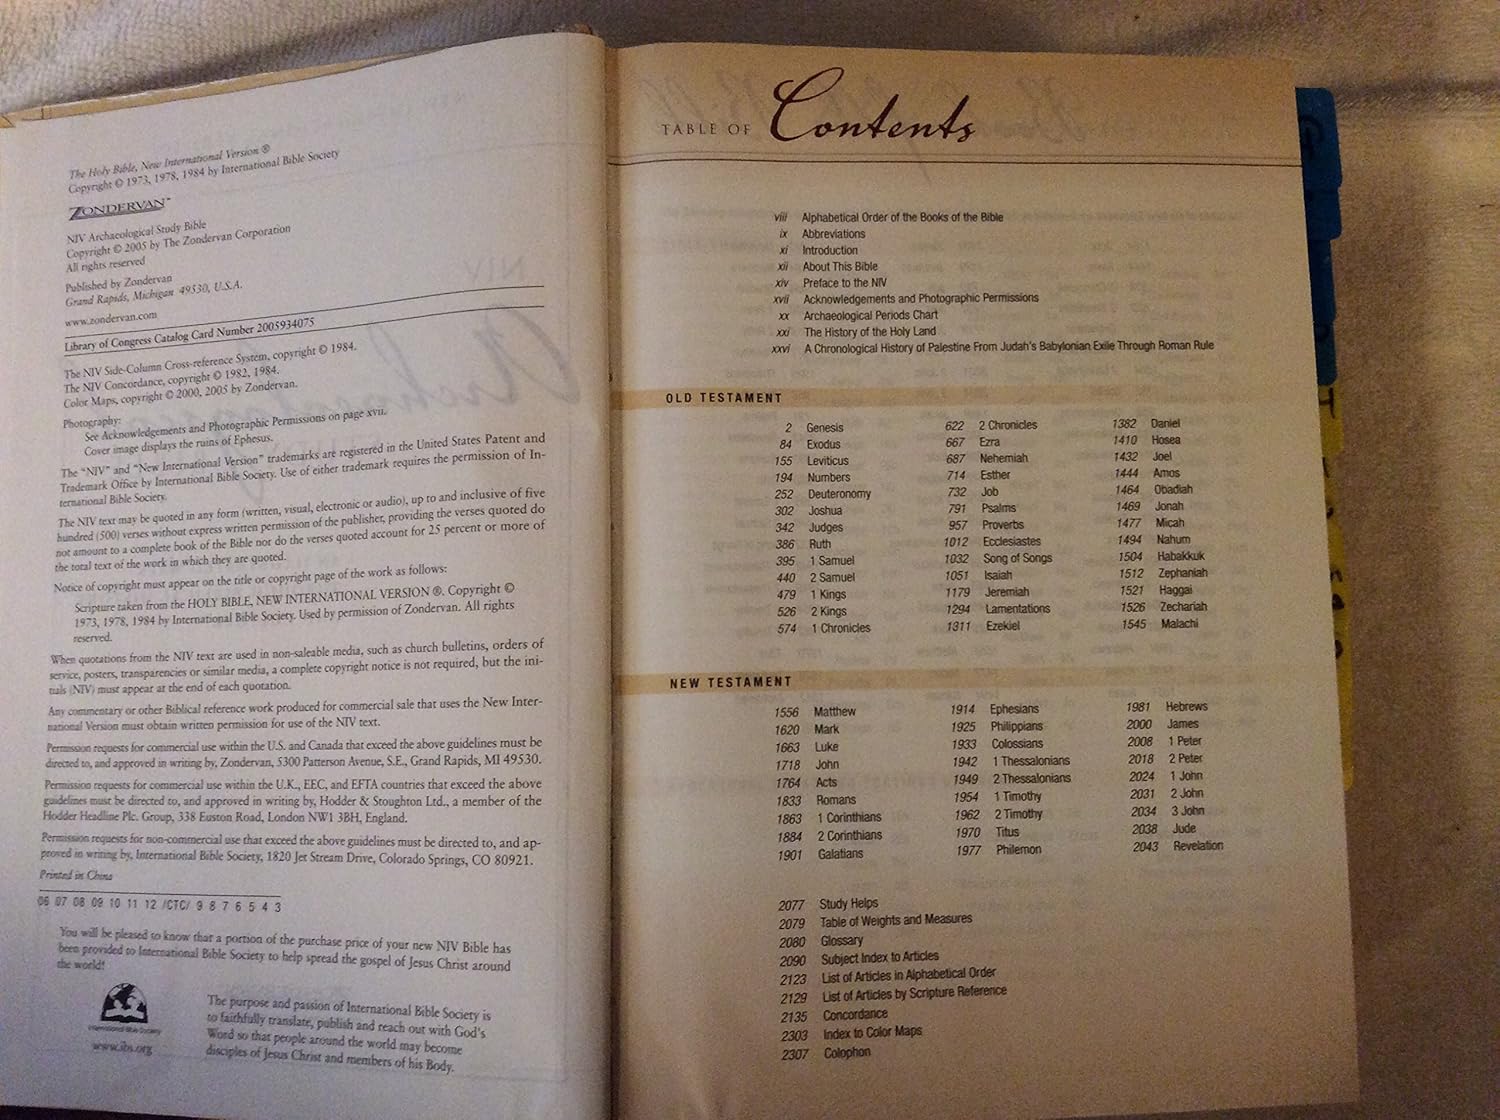 The Holy Bible, New International Version ®
Copyright © 1973, 1978, 1984 by International Bible Society
ZONDERVAN™
NIV Archaeological Study Bible
Copyright © 2005 by The Zondervan Corporation
All rights reserved
Published by Zondervan
Grand Rapids, Michigan 49530, U.S.A.
www.zondervan.com
Library of Congress Catalog Card Number 2005934075
The NIV Side-Column Cross-reference System, copyright © 1984.
The NIV Concordance, copyright © 1982, 1984.
Color Maps, copyright © 2000, 2005 by Zondervan.
Photography:
See Acknowledgements and Photographic Permissions on page xvii.
Cover image displays the ruins of Ephesus.
The "NIV" and "New International Version" trademarks are registered in the United States Patent and
Trademark Office by International Bible Society. Use of either trademark requires the permission of In-
ternational Bible Society.
The NIV text may be quoted in any form (written, visual, electronic or audio), up to and inclusive of five
hundred (500) verses without express written permission of the publisher, providing the verses quoted do
not amount to a complete book of the Bible nor do the verses quoted account for 25 percent or more of
the total text of the work in which they are quoted.
Notice of copyright must appear on the title or copyright page of the work as follows:
Scripture taken from the HOLY BIBLE, NEW INTERNATIONAL VERSION ®. Copyright ©
1973, 1978, 1984 by International Bible Society. Used by permission of Zondervan. All rights
reserved.
When quotations from the NIV text are used in non-saleable media, such as church bulletins, orders of
service, posters, transparencies or similar media, a complete copyright notice is not required, but the ini-
tials (NIV) must appear at the end of each quotation.
Any commentary or other Biblical reference work produced for commercial sale that uses the New Inter-
national Version must obtain written permission for use of the NIV text.
Permission requests for commercial use within the U.S. and Canada that exceed the above guidelines must be
directed to, and approved in writing by, Zondervan, 5300 Patterson Avenue, S.E., Grand Rapids, MI 49530.
Permission requests for commercial use within the U.K., EEC, and EFTA countries that exceed the above
guidelines must be directed to, and approved in writing by, Hodder & Stoughton Ltd., a member of the
Hodder Headline Plc. Group, 338 Euston Road, London NW1 3BH, England.
Permission requests for non-commercial use that exceed the above guidelines must be directed to, and ap-
proved in writing by, International Bible Society, 1820 Jet Stream Drive, Colorado Springs, CO 80921.
Printed in China
06 07 08 09 10 11 12 /CTC/ 9 8 7 6 5 4 3
You will be pleased to know that a portion of the purchase price of your new NIV Bible has
been provided to International Bible Society to help spread the gospel of Jesus Christ around
the world!
International Bible Society
www.ibs.org
The purpose and passion of International Bible Society is
to faithfully translate, publish and reach out with God's
Word so that people around the world may become
disciples of Jesus Christ and members of his Body.
TABLE OF Contents
viii Alphabetical Order of the Books of the Bible
ix Abbreviations
xi Introduction
xii About This Bible
xiv Preface to the NIV
xvii Acknowledgements and Photographic Permissions
xx Archaeological Periods Chart
xxi The History of the Holy Land
xxvi A Chronological History of Palestine From Judah's Babylonian Exile Through Roman Rule
OLD TESTAMENT
2 Genesis
84 Exodus
155 Leviticus
194 Numbers
252 Deuteronomy
302 Joshua
342 Judges
386 Ruth
395 1 Samuel
440 2 Samuel
479 1 Kings
526 2 Kings
574 1 Chronicles
622 2 Chronicles
667 Ezra
687 Nehemiah
714 Esther
732 Job
791 Psalms
957 Proverbs
1012 Ecclesiastes
1032 Song of Songs
1051 Isaiah
1179 Jeremiah
1294 Lamentations
1311 Ezekiel
1382 Daniel
1410 Hosea
1432 Joel
1444 Amos
1464 Obadiah
1469 Jonah
1477 Micah
1494 Nahum
1504 Habakkuk
1512 Zephaniah
1521 Haggai
1526 Zechariah
1545 Malachi
NEW TESTAMENT
1556 Matthew
1620 Mark
1663 Luke
1718 John
1764 Acts
1833 Romans
1863 1 Corinthians
1884 2 Corinthians
1901 Galatians
1914 Ephesians
1925 Philippians
1933 Colossians
1942 1 Thessalonians
1949 2 Thessalonians
1954 1 Timothy
1962 2 Timothy
1970 Titus
1977 Philemon
1981 Hebrews
2000 James
2008 1 Peter
2018 2 Peter
2024 1 John
2031 2 John
2034 3 John
2038 Jude
2043 Revelation
2077 Study Helps
2079 Table of Weights and Measures
2080 Glossary
2090 Subject Index to Articles
2123 List of Articles in Alphabetical Order
2129 List of Articles by Scripture Reference
2135 Concordance
2303 Index to Color Maps
2307 Colophon